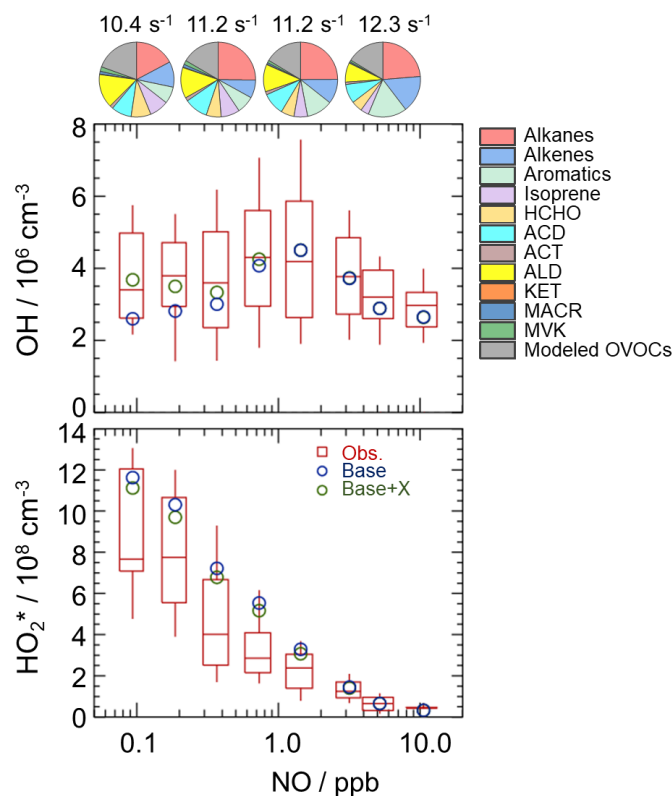 10.4 s⁻¹ 11.2 s⁻¹ 11.2 s⁻¹ 12.3 s⁻¹
Alkanes
Alkenes
Aromatics
Isoprene
HCHO
ACD
ACT
ALD
KET
MACR
MVK
Modeled OVOCs
OH / 10⁶ cm⁻³
8
6
4
2
0
HO₂* / 10⁸ cm⁻³
14
12
10
8
6
4
2
0
Obs.
Base
Base+X
0.1 1.0 10.0
NO / ppb